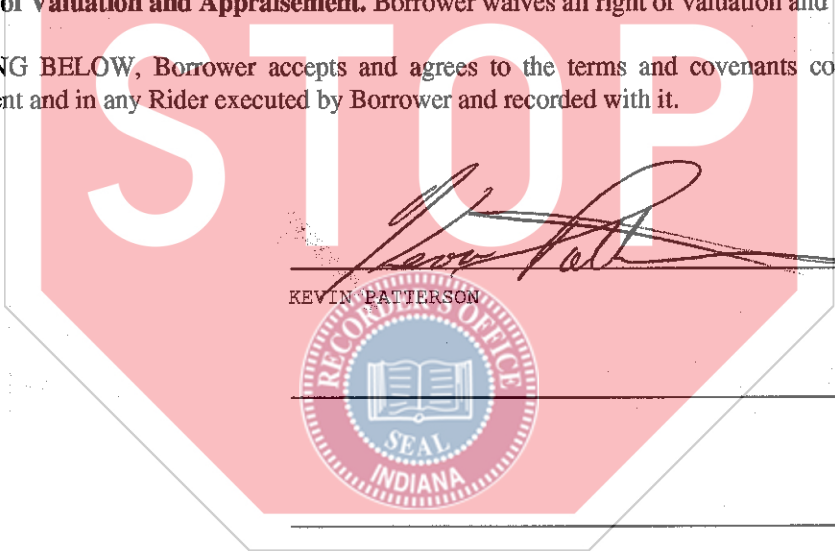 of Valuation and Appraisement. Borrower waives all right of valuation and
NG BELOW, Borrower accepts and agrees to the terms and covenants co
ent and in any Rider executed by Borrower and recorded with it.
STOP!
Kevin Patt
KEVIN PATTERSON
RECORDER'S OFFICE
SEAL
INDIANA